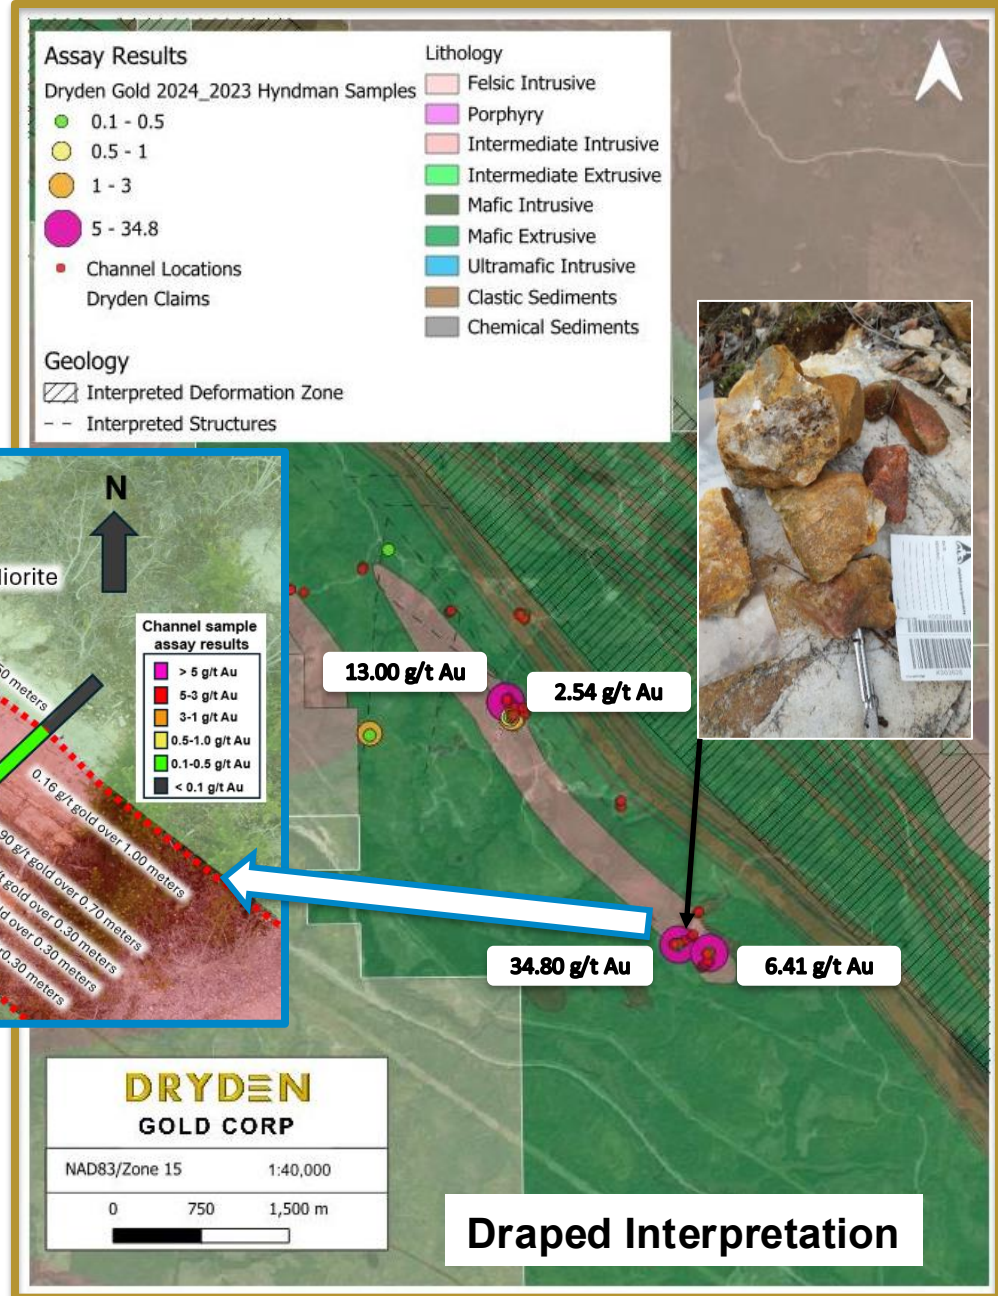 Assay Results
Dryden Gold 2024_2023 Hyndman Samples
0.1 - 0.5
0.5 - 1
1 - 3
5 - 34.8
Channel Locations
Dryden Claims
Geology
Interpreted Deformation Zone
Interpreted Structures
Lithology
Felsic Intrusive
Porphyry
Intermediate Intrusive
Intermediate Extrusive
Mafic Intrusive
Mafic Extrusive
Ultramafic Intrusive
Clastic Sediments
Chemical Sediments
N
liorite
Channel sample
assay results
> 5 g/t Au
5-3 g/t Au
3-1 g/t Au
0.5-1.0 g/t Au
0.1-0.5 g/t Au
< 0.1 g/t Au
50 meters
0.16 g/t gold over 1.00 meters
90 g/t gold over 0.70 meters
/t gold over 0.30 meters
ld over 0.30 meters
0.30 meters
13.00 g/t Au
2.54 g/t Au
34.80 g/t Au
6.41 g/t Au
DRYDEN
GOLD CORP
NAD83/Zone 15 1:40,000
0 750 1,500 m
Draped Interpretation